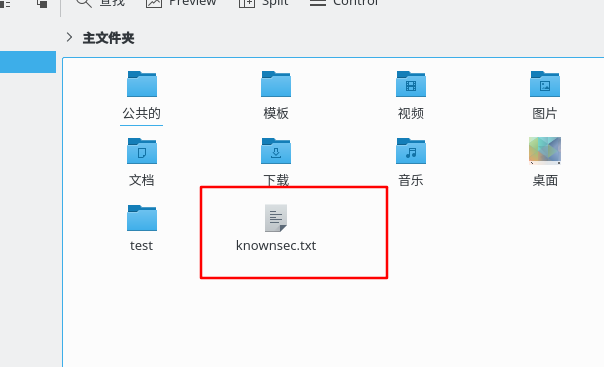 查找 Preview Split Control
主文件夹
公共的 模板 视频 图片
文档 下载 音乐 桌面
test knownsec.txt